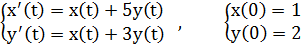 {x′(t) = x(t) + 5y(t) , {x(0) = 1
{y′(t) = x(t) + 3y(t) {y(0) = 2